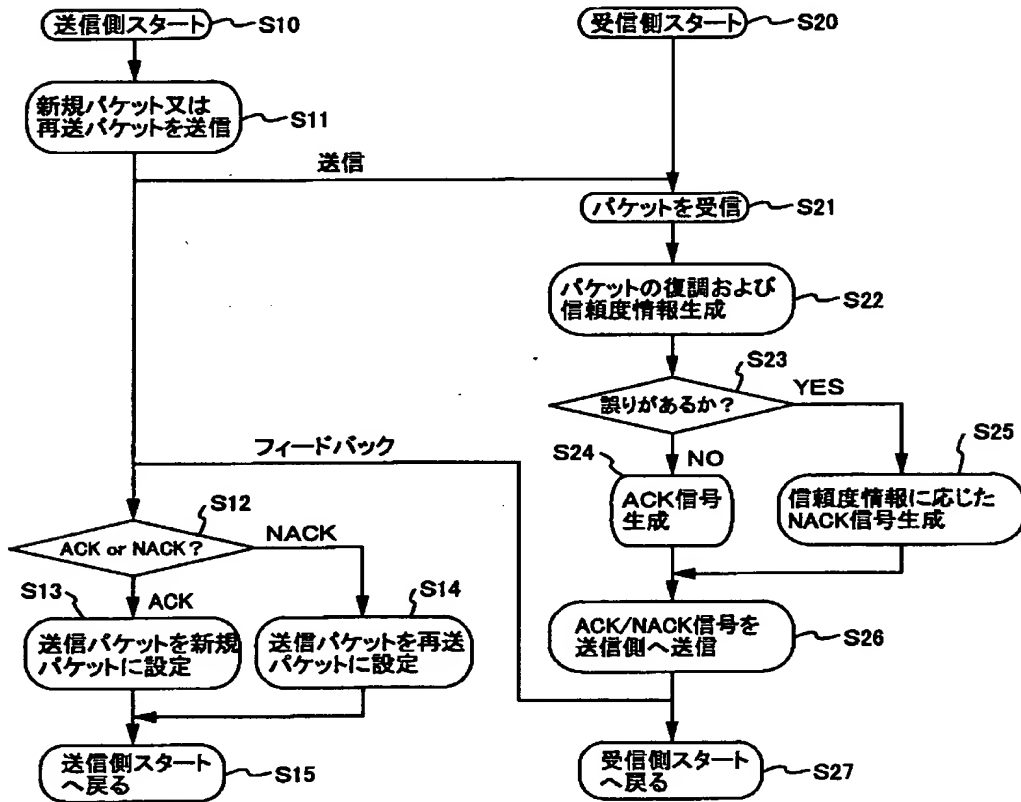 送信側スタート
S10
新規パケット又は
再送パケットを送信
S11
送信
フィードバック
S12
ACK or NACK?
NACK
S13
ACK
送信パケットを新規
パケットに設定
S14
送信パケットを再送
パケットに設定
送信側スタート
へ戻る
S15
受信側スタート
S20
パケットを受信
S21
パケットの復調および
信頼度情報生成
S22
S23
誤りがあるか?
YES
NO
S24
ACK信号
生成
S25
信頼度情報に応じた
NACK信号生成
ACK/NACK信号を
送信側へ送信
S26
受信側スタート
へ戻る
S27